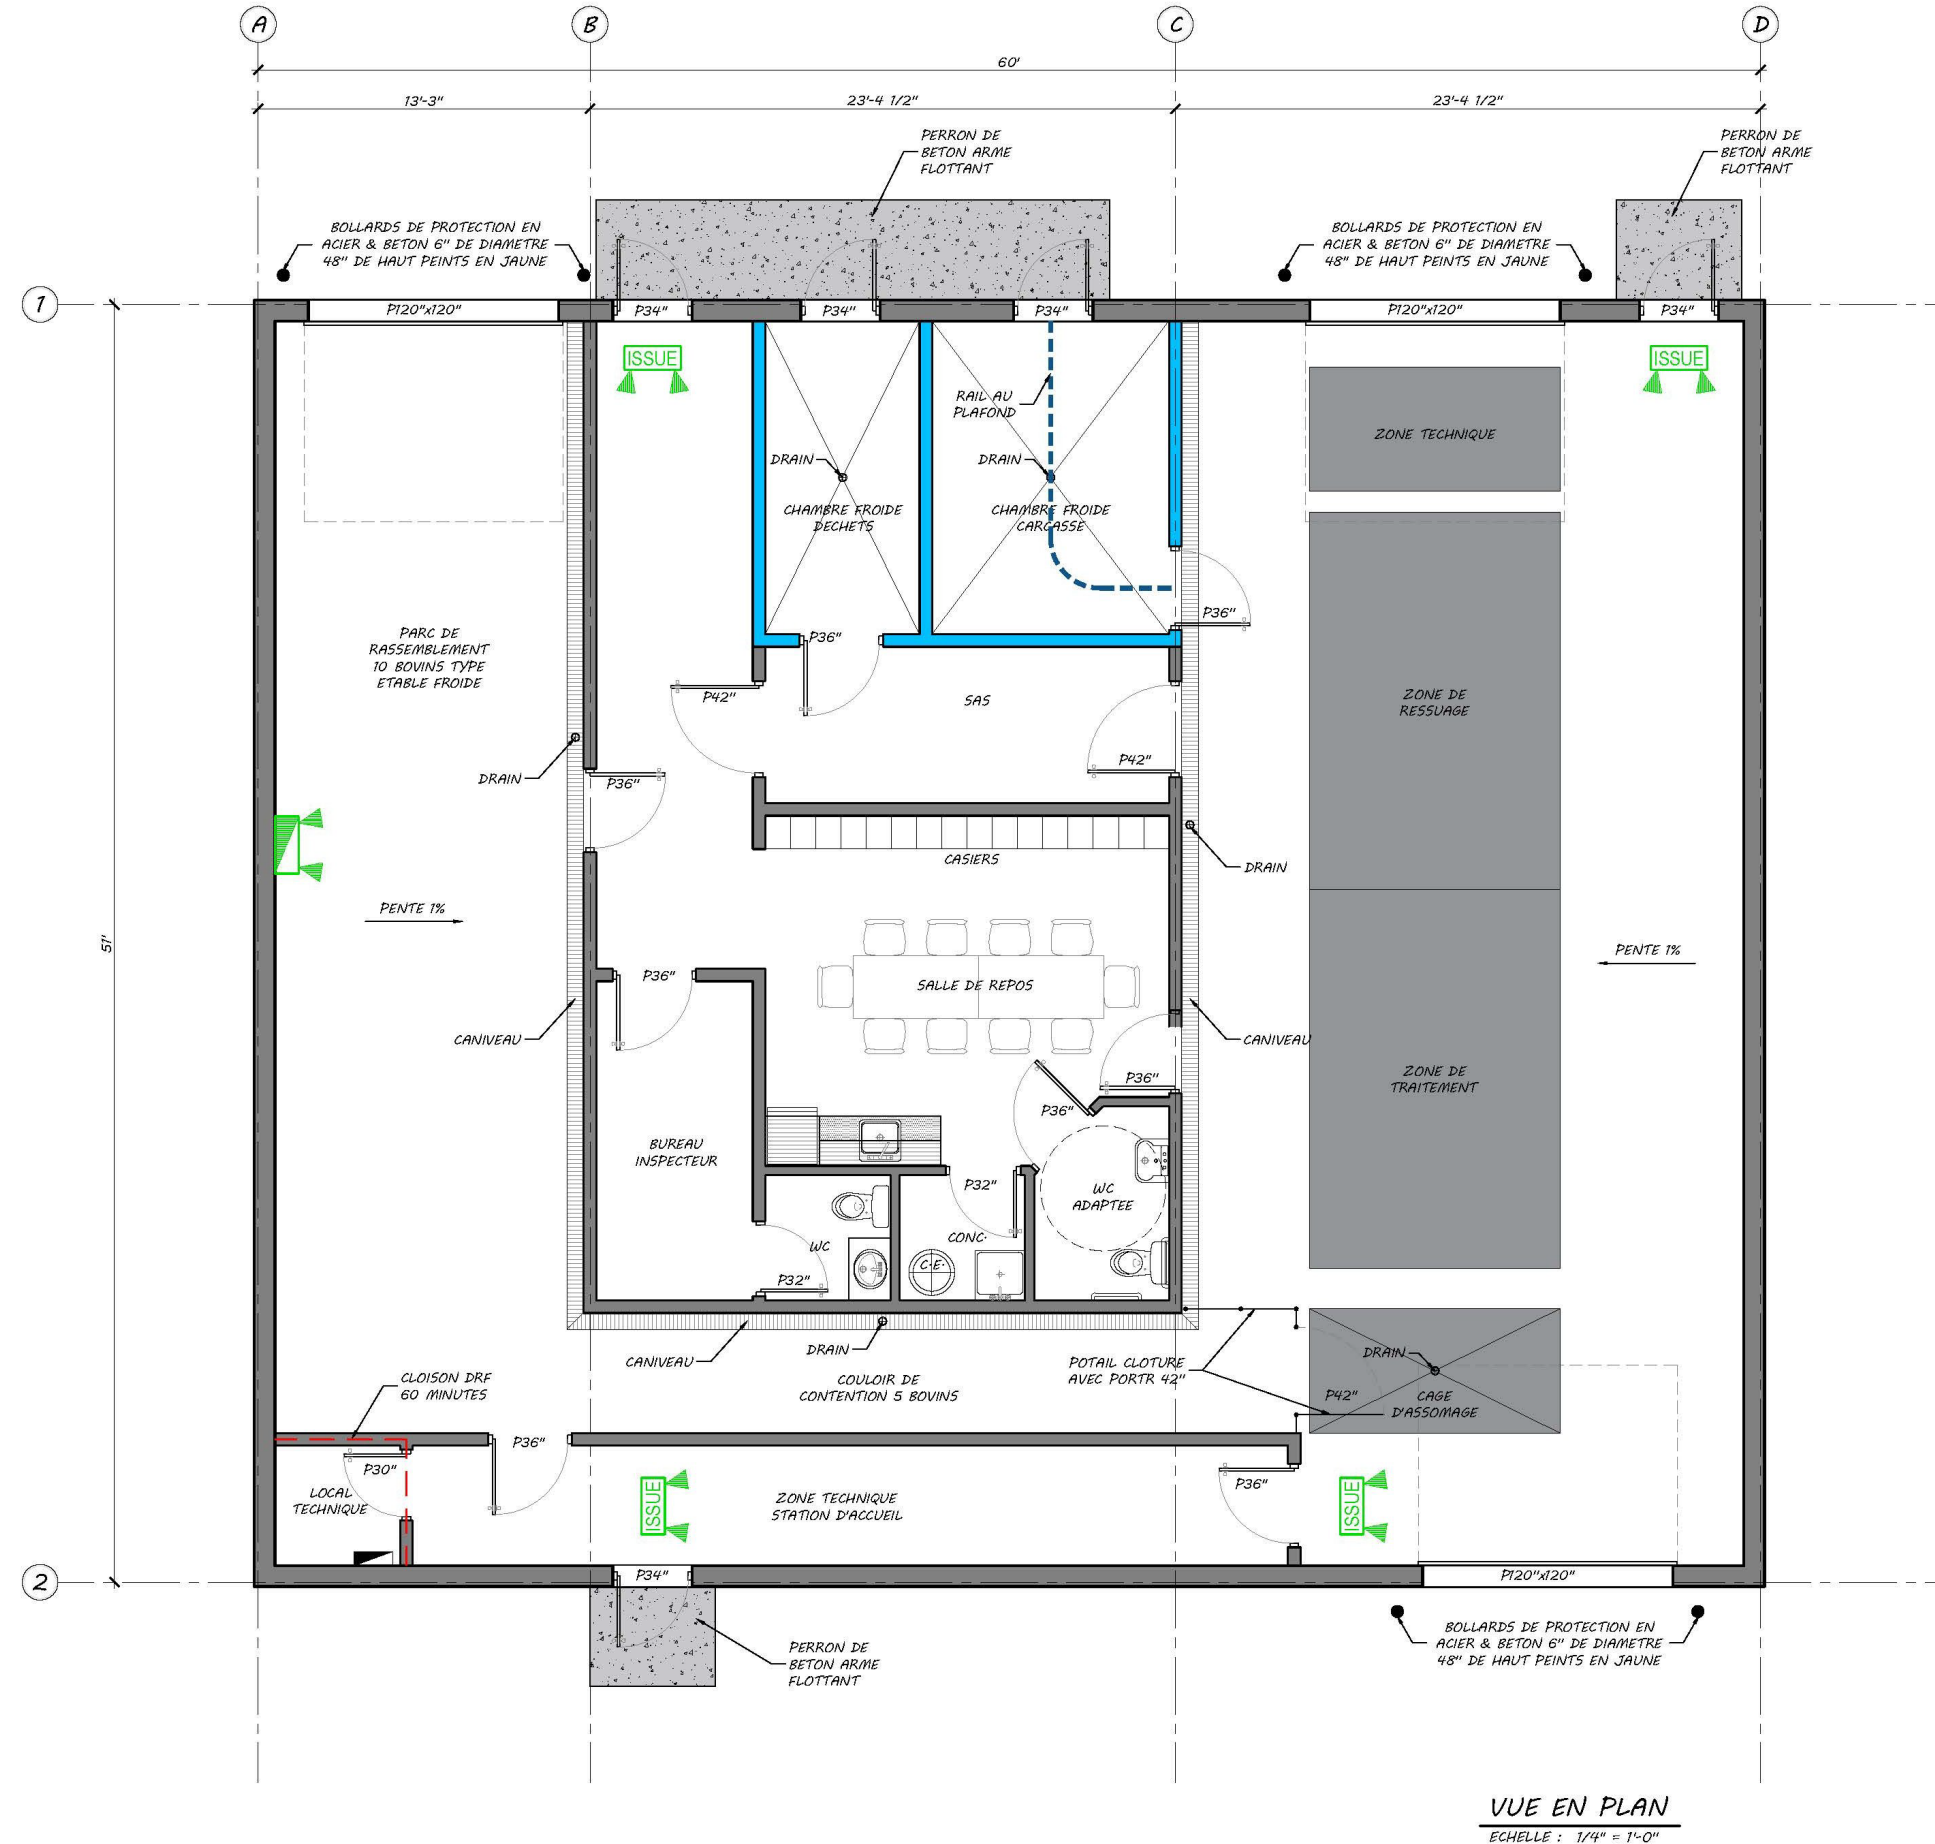 A
B
C
D
60'
13'-3"
23'-4 1/2"
23'-4 1/2"
PERRON DE
BETON ARME
FLOTTANT
PERRON DE
BETON ARME
FLOTTANT
BOLLARDS DE PROTECTION EN
ACIER & BETON 6" DE DIAMETRE
48" DE HAUT PEINTS EN JAUNE
BOLLARDS DE PROTECTION EN
ACIER & BETON 6" DE DIAMETRE
48" DE HAUT PEINTS EN JAUNE
1
P120"x120"
P34"
P34"
P34"
P120"x120"
P34"
ISSUE
ISSUE
RAIL AU
PLAFOND
ZONE TECHNIQUE
DRAIN
DRAIN
CHAMBRE FROIDE
DECHETS
CHAMBRE FROIDE
CARCASSE
P36"
PARC DE
RASSEMBLEMENT
10 BOVINS TYPE
ETABLE FROIDE
P36"
P42"
SAS
ZONE DE
RESSUAGE
DRAIN
P36"
P42"
CASIERS
DRAIN
PENTE 1%
51'
PENTE 1%
P36"
SALLE DE REPOS
CANIVEAU
CANIVEAU
P36"
ZONE DE
TRAITEMENT
P36"
BUREAU
INSPECTEUR
P32"
WC
ADAPTEE
WC
CONC.
C.E.
P32"
CANIVEAU
DRAIN
POTAIL CLOTURE
AVEC PORTR 42"
DRAIN
CLOISON DRF
60 MINUTES
COULOIR DE
CONTENTION 5 BOVINS
P42"
CAGE
D'ASSOMAGE
P36"
P30"
LOCAL
TECHNIQUE
ISSUE
ZONE TECHNIQUE
STATION D'ACCUEIL
P36"
ISSUE
2
P34"
P120"x120"
PERRON DE
BETON ARME
FLOTTANT
BOLLARDS DE PROTECTION EN
ACIER & BETON 6" DE DIAMETRE
48" DE HAUT PEINTS EN JAUNE
VUE EN PLAN
ECHELLE : 1/4" = 1'-0"